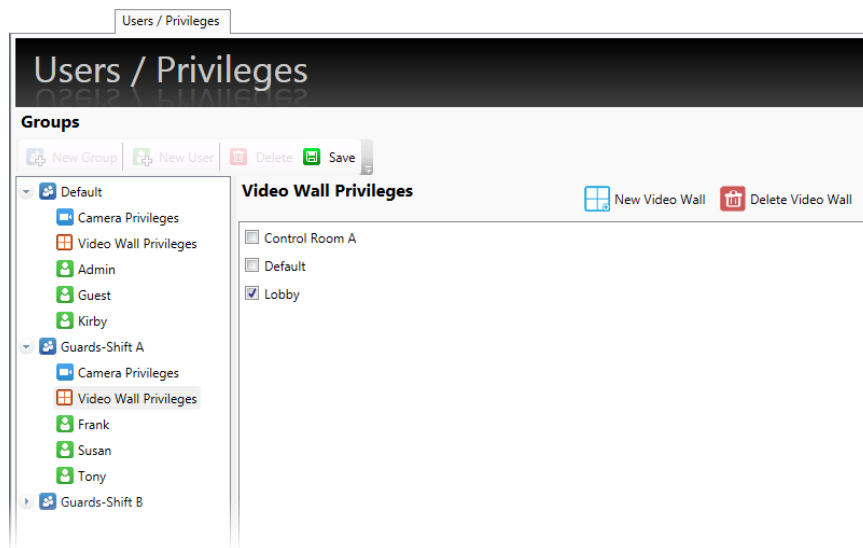 Users / Privileges
Users / Privileges
Groups
New Group New User Delete Save
Default
Camera Privileges
Video Wall Privileges
Admin
Guest
Kirby
Guards-Shift A
Camera Privileges
Video Wall Privileges
Frank
Susan
Tony
Guards-Shift B
Video Wall Privileges
New Video Wall Delete Video Wall
Control Room A
Default
Lobby